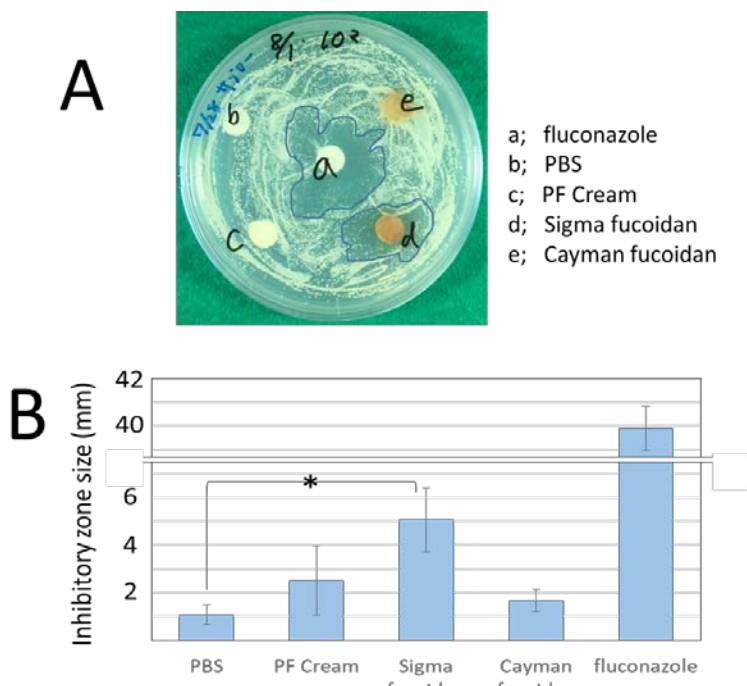 A
8/1. 102
b
e
a
c
d
a; fluconazole
b; PBS
c; PF Cream
d; Sigma fucoidan
e; Cayman fucoidan
B
Inhibitory zone size (mm)
42
40
6
4
2
*
PBS PF Cream Sigma Cayman fluconazole